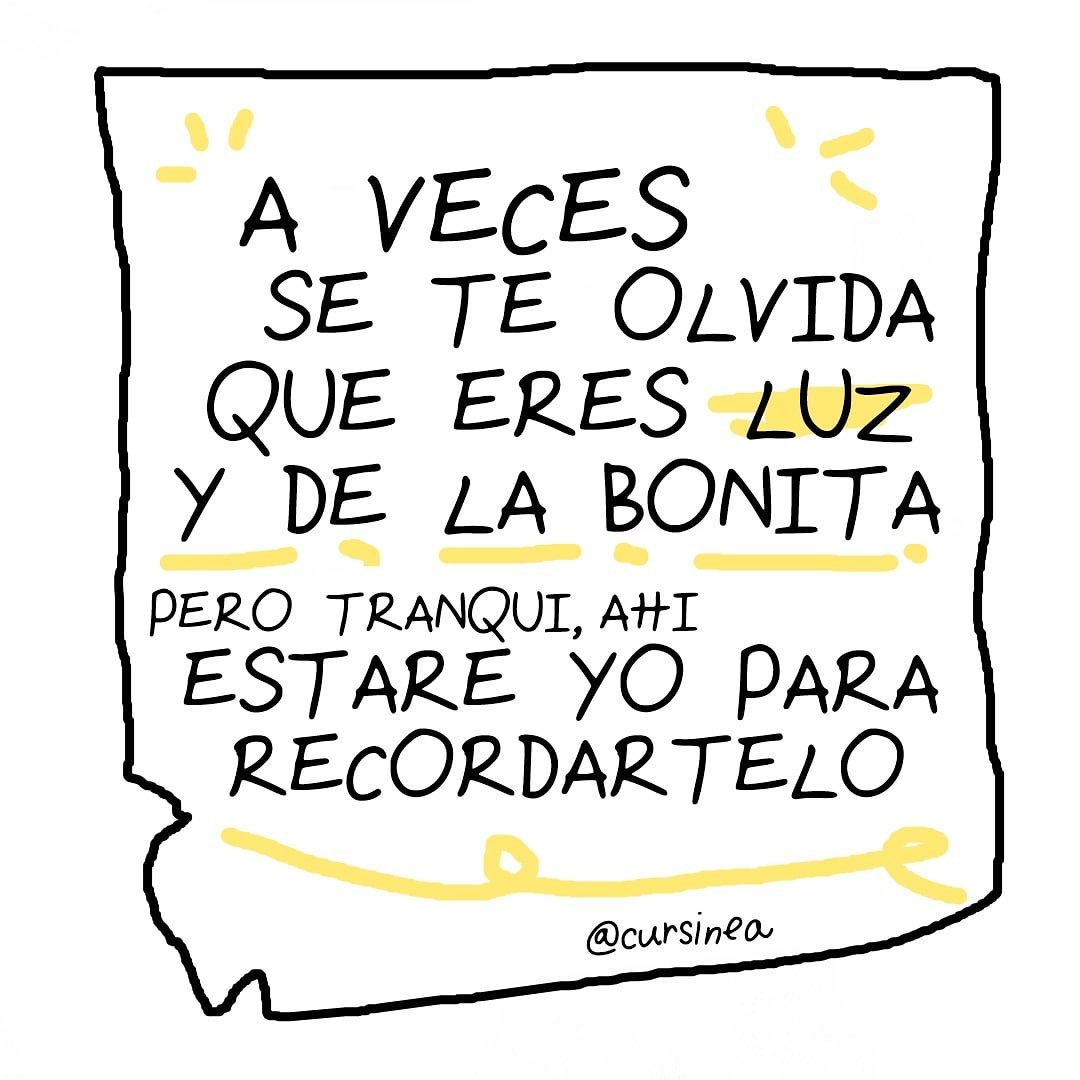 A VECES
SE TE OLVIDA
QUE ERES LUZ
Y DE LA BONITA
PERO TRANQUI, AHI
ESTARE YO PARA
RECORDARTELO
@cursinea